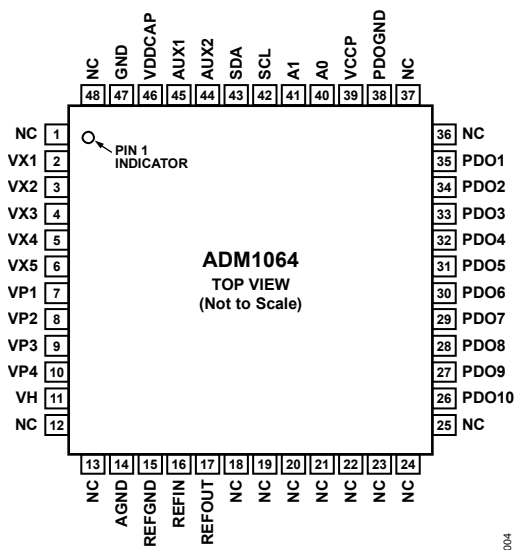 NC
GND
VDDCAP
AUX1
AUX2
SDA
SCL
A1
A0
VCCP
PDOGND
NC
48 47 46 45 44 43 42 41 40 39 38 37
NC 1
VX1 2
VX2 3
VX3 4
VX4 5
VX5 6
VP1 7
VP2 8
VP3 9
VP4 10
VH 11
NC 12
PIN 1
INDICATOR
ADM1064
TOP VIEW
(Not to Scale)
36 NC
35 PDO1
34 PDO2
33 PDO3
32 PDO4
31 PDO5
30 PDO6
29 PDO7
28 PDO8
27 PDO9
26 PDO10
25 NC
13 14 15 16 17 18 19 20 21 22 23 24
NC
AGND
REFGND
REFIN
REFOUT
NC
NC
NC
NC
NC
NC
NC
004